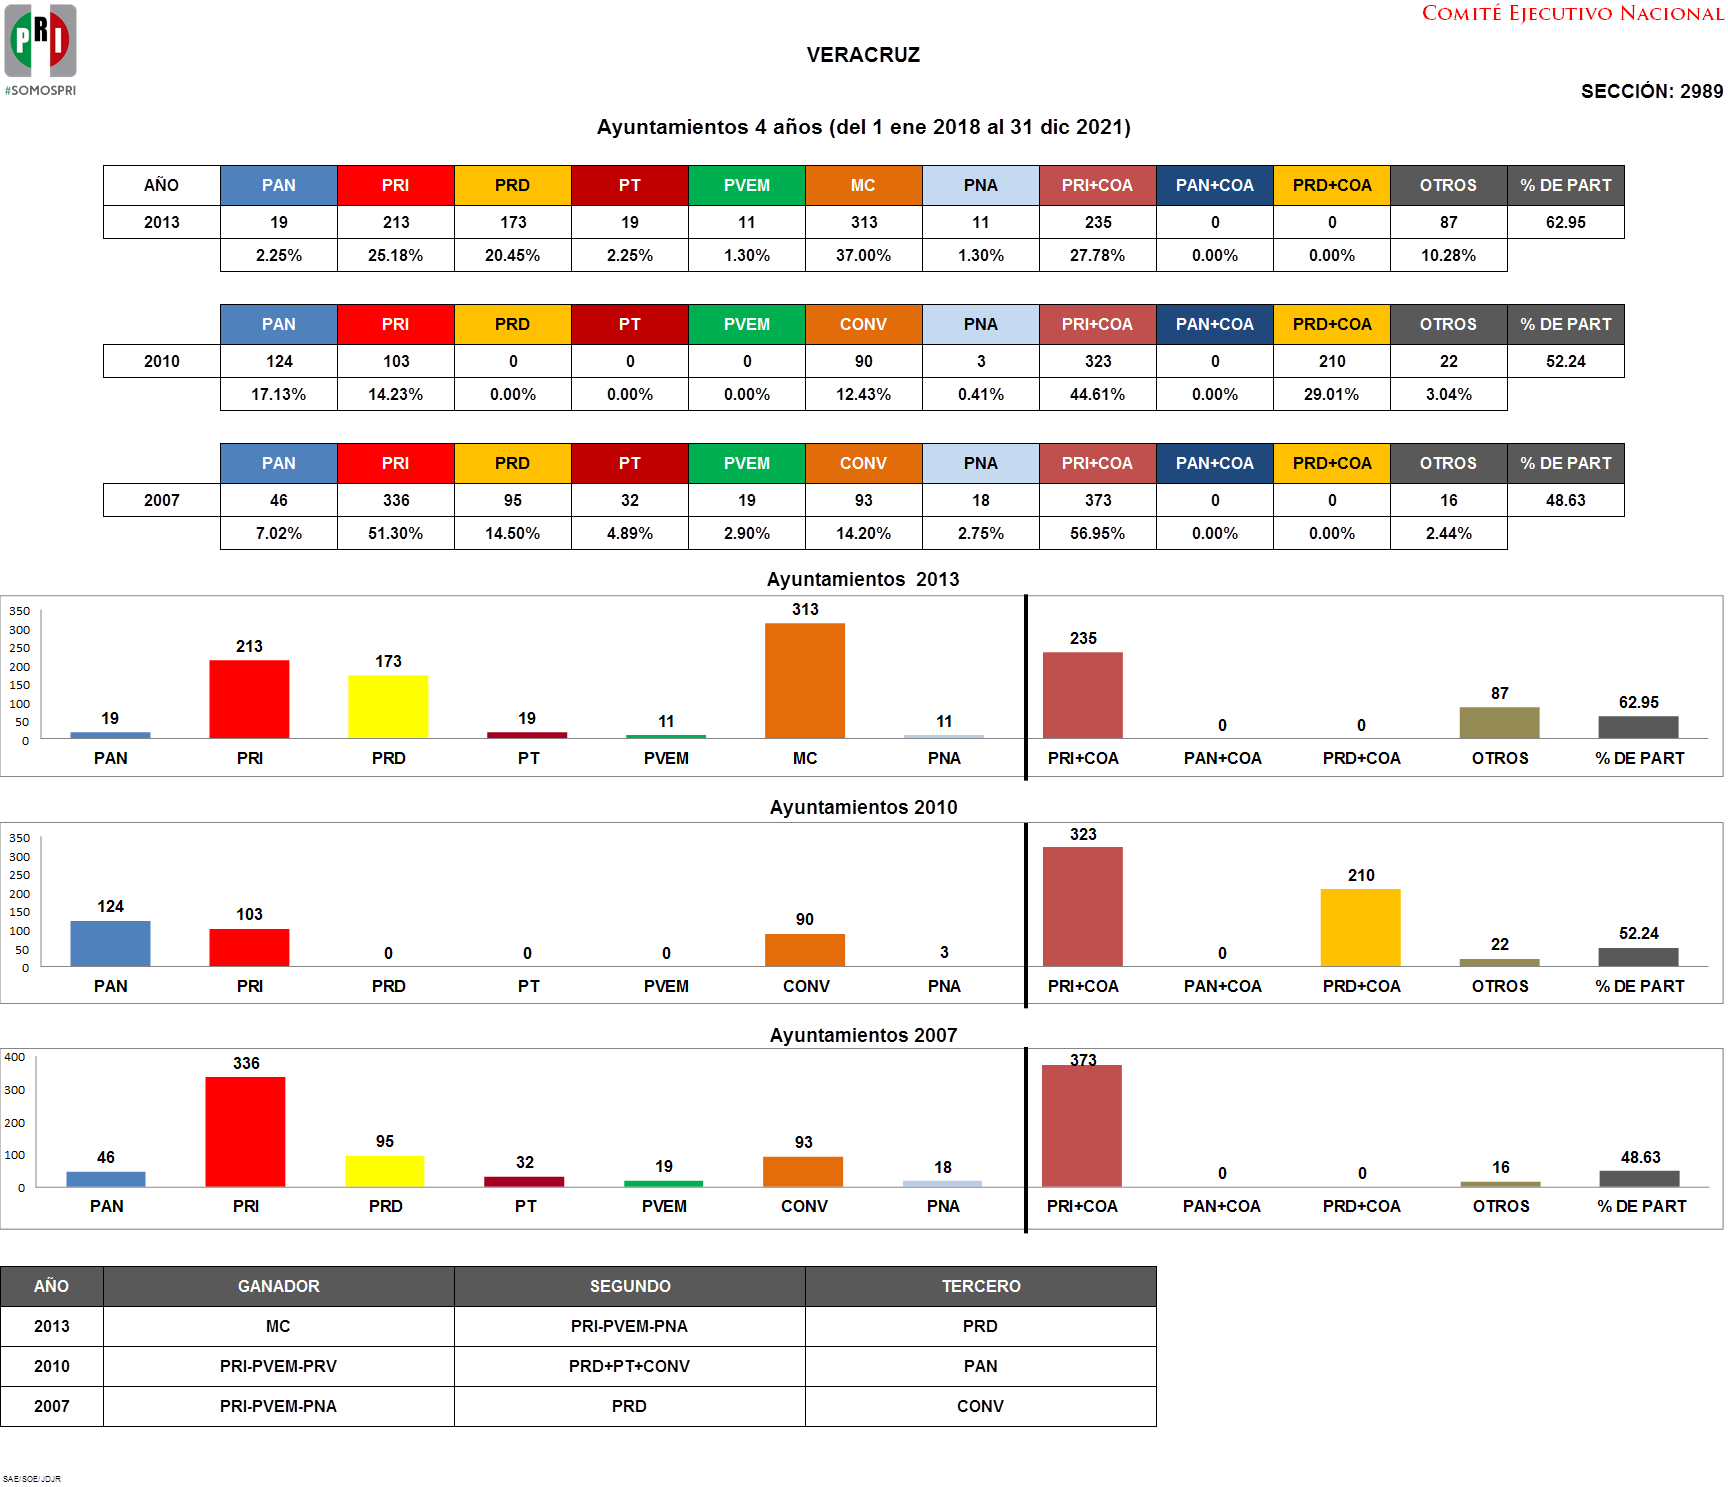 COMITÉ EJECUTIVO NACIONAL
PRI
#SOMOSPRI
VERACRUZ
SECCIÓN: 2989
Ayuntamientos 4 años (del 1 ene 2018 al 31 dic 2021)
AÑO PAN PRI PRD PT PVEM MC PNA PRI+COA PAN+COA PRD+COA OTROS % DE PART
2013 19 213 173 19 11 313 11 235 0 0 87 62.95
2.25% 25.18% 20.45% 2.25% 1.30% 37.00% 1.30% 27.78% 0.00% 0.00% 10.28%
PAN PRI PRD PT PVEM CONV PNA PRI+COA PAN+COA PRD+COA OTROS % DE PART
2010 124 103 0 0 0 90 3 323 0 210 22 52.24
17.13% 14.23% 0.00% 0.00% 0.00% 12.43% 0.41% 44.61% 0.00% 29.01% 3.04%
PAN PRI PRD PT PVEM CONV PNA PRI+COA PAN+COA PRD+COA OTROS % DE PART
2007 46 336 95 32 19 93 18 373 0 0 16 48.63
7.02% 51.30% 14.50% 4.89% 2.90% 14.20% 2.75% 56.95% 0.00% 0.00% 2.44%
Ayuntamientos 2013
350
300
250
200
150
100
50
0
19 213 173 19 11 313 11 235 0 0 87 62.95
PAN PRI PRD PT PVEM MC PNA PRI+COA PAN+COA PRD+COA OTROS % DE PART
Ayuntamientos 2010
350
300
250
200
150
100
50
0
124 103 0 0 0 90 3 323 0 210 22 52.24
PAN PRI PRD PT PVEM CONV PNA PRI+COA PAN+COA PRD+COA OTROS % DE PART
Ayuntamientos 2007
400
300
200
100
0
46 336 95 32 19 93 18 373 0 0 16 48.63
PAN PRI PRD PT PVEM CONV PNA PRI+COA PAN+COA PRD+COA OTROS % DE PART
AÑO GANADOR SEGUNDO TERCERO
2013 MC PRI-PVEM-PNA PRD
2010 PRI-PVEM-PRV PRD+PT+CONV PAN
2007 PRI-PVEM-PNA PRD CONV
SAE/SOE/JDJR